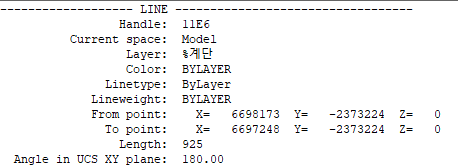 ------------------- LINE -----------------------------------
Handle: 11E6
Current space: Model
Layer: %계단
Color: BYLAYER
Linetype: ByLayer
Lineweight: BYLAYER
From point: X= 6698173 Y= -2373224 Z= 0
To point: X= 6697248 Y= -2373224 Z= 0
Length: 925
Angle in UCS XY plane: 180.00